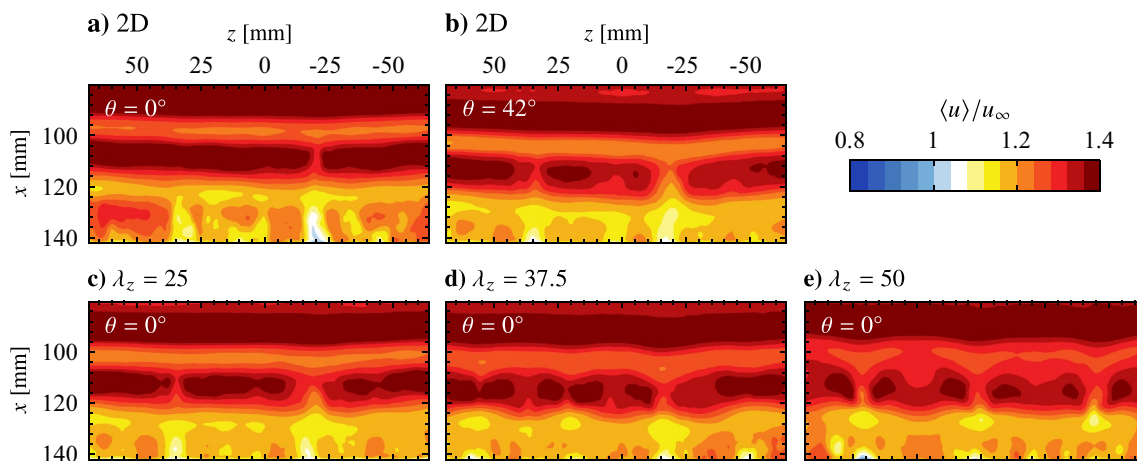 a) 2D
z [mm]
50 25 0 -25 -50
b) 2D
z [mm]
50 25 0 -25 -50
x [mm]
100
120
140
θ = 0°
θ = 42°
⟨u⟩/u∞
0.8 1 1.2 1.4
c) λz = 25
d) λz = 37.5
e) λz = 50
x [mm]
100
120
140
θ = 0°
θ = 0°
θ = 0°